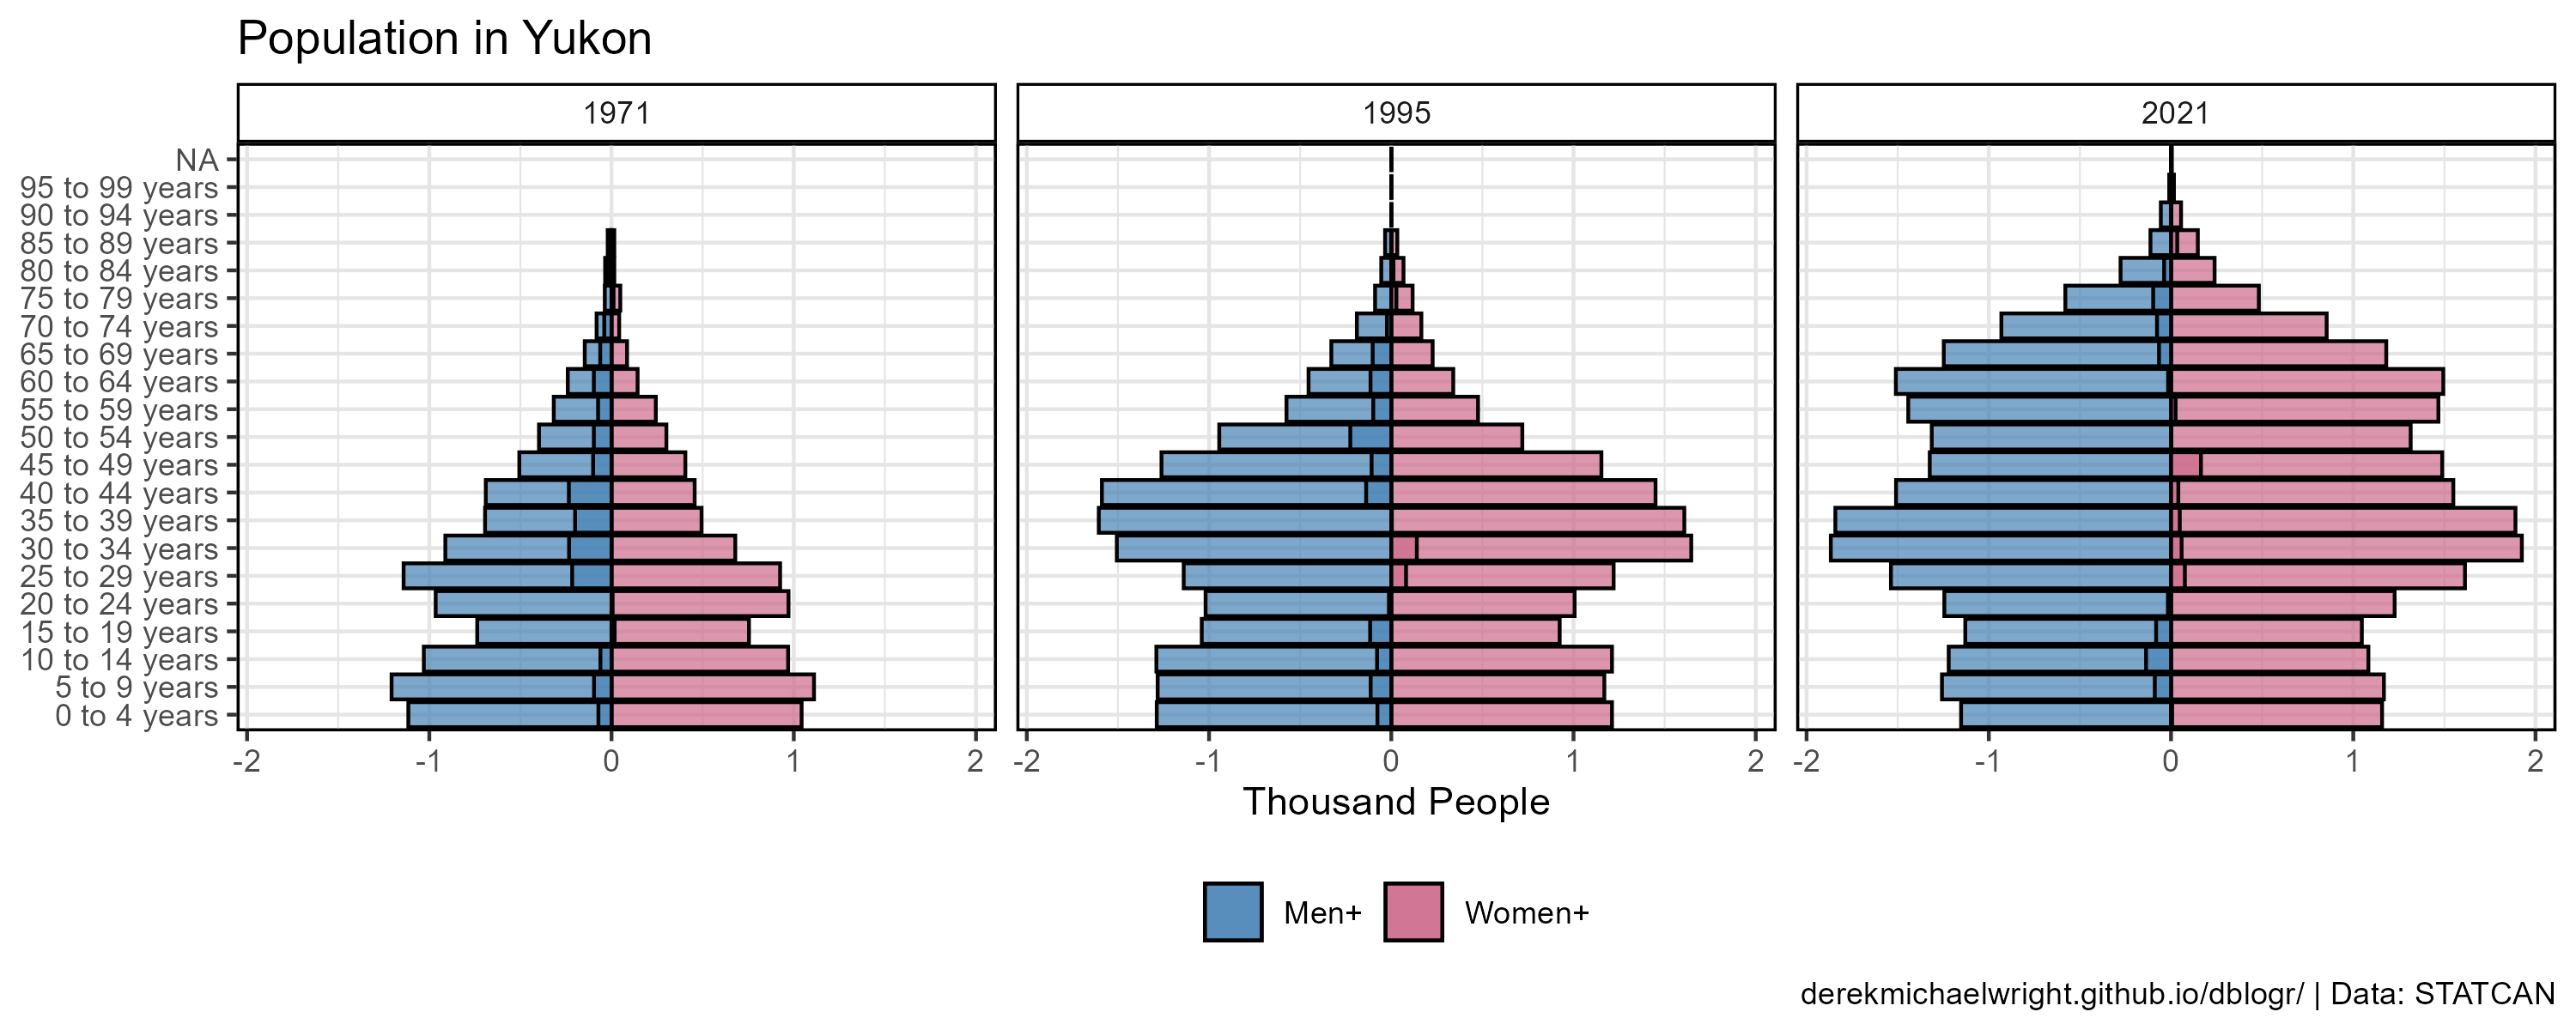 Population in Yukon
1971
1995
2021
NA
95 to 99 years
90 to 94 years
85 to 89 years
80 to 84 years
75 to 79 years
70 to 74 years
65 to 69 years
60 to 64 years
55 to 59 years
50 to 54 years
45 to 49 years
40 to 44 years
35 to 39 years
30 to 34 years
25 to 29 years
20 to 24 years
15 to 19 years
10 to 14 years
5 to 9 years
0 to 4 years
-2 -1 0 1 2
-2 -1 0 1 2
-2 -1 0 1 2
Thousand People
Men+
Women+
derekmichaelwright.github.io/dblogr/ | Data: STATCAN